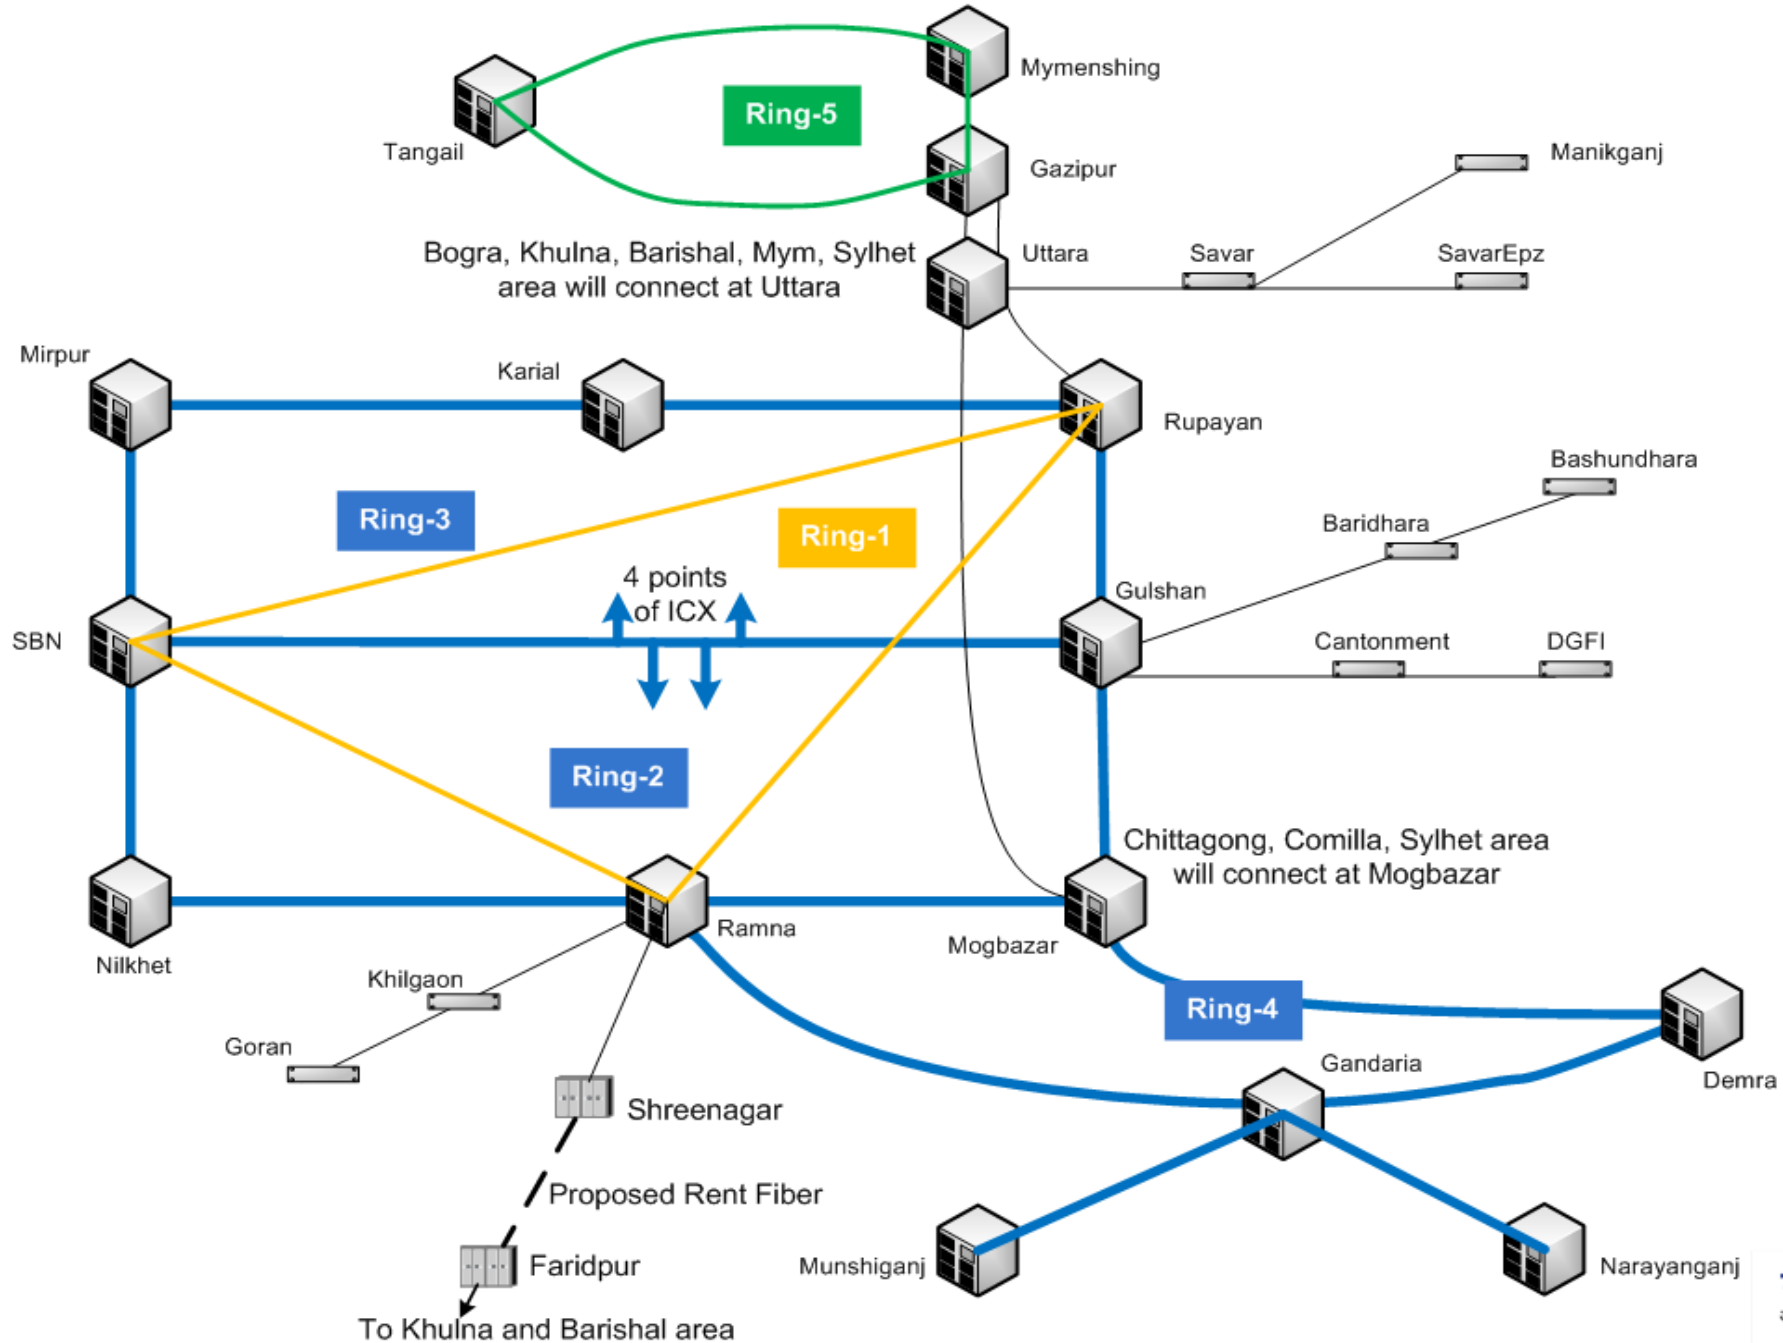 Mymenshing
Ring-5
Tangail
Gazipur
Manikganj
Bogra, Khulna, Barishal, Mym, Sylhet
area will connect at Uttara
Uttara
Savar
SavarEpz
Mirpur
Karial
Rupayan
Bashundhara
Ring-3
Ring-1
Baridhara
4 points
of ICX
Gulshan
SBN
Cantonment
DGFI
Ring-2
Chittagong, Comilla, Sylhet area
will connect at Mogbazar
Ramna
Mogbazar
Nilkhet
Khilgaon
Ring-4
Goran
Gandaria
Demra
Shreenagar
Proposed Rent Fiber
Faridpur
Munshiganj
Narayanganj
To Khulna and Barishal area